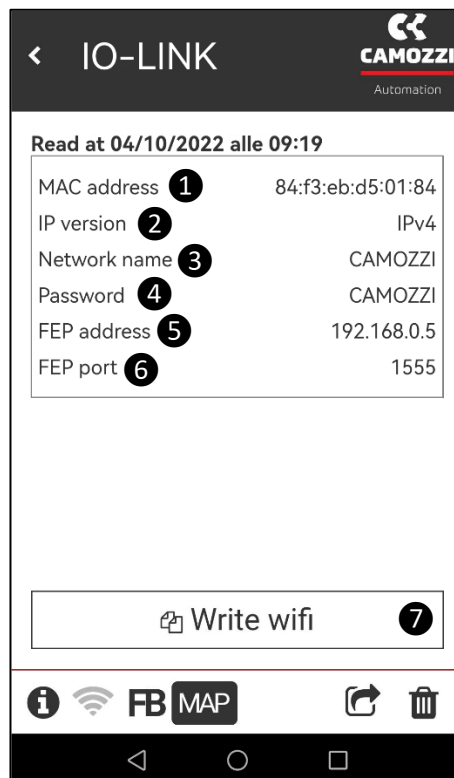 IO-LINK
CAMOZZI
Automation
Read at 04/10/2022 alle 09:19
MAC address 1 84:f3:eb:d5:01:84
IP version 2 IPv4
Network name 3 CAMOZZI
Password 4 CAMOZZI
FEP address 5 192.168.0.5
FEP port 6 1555
Write wifi 7
FB MAP